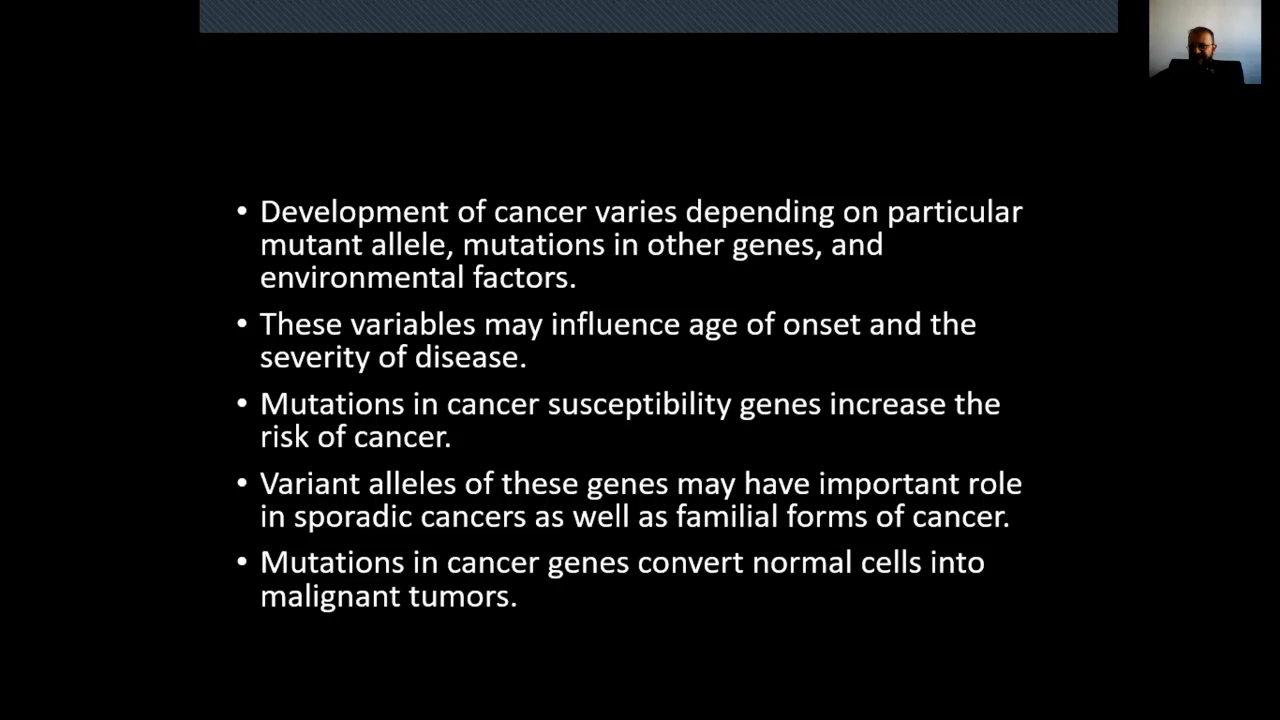 • Development of cancer varies depending on particular
mutant allele, mutations in other genes, and
environmental factors.
• These variables may influence age of onset and the
severity of disease.
• Mutations in cancer susceptibility genes increase the
risk of cancer.
• Variant alleles of these genes may have important role
in sporadic cancers as well as familial forms of cancer.
• Mutations in cancer genes convert normal cells into
malignant tumors.